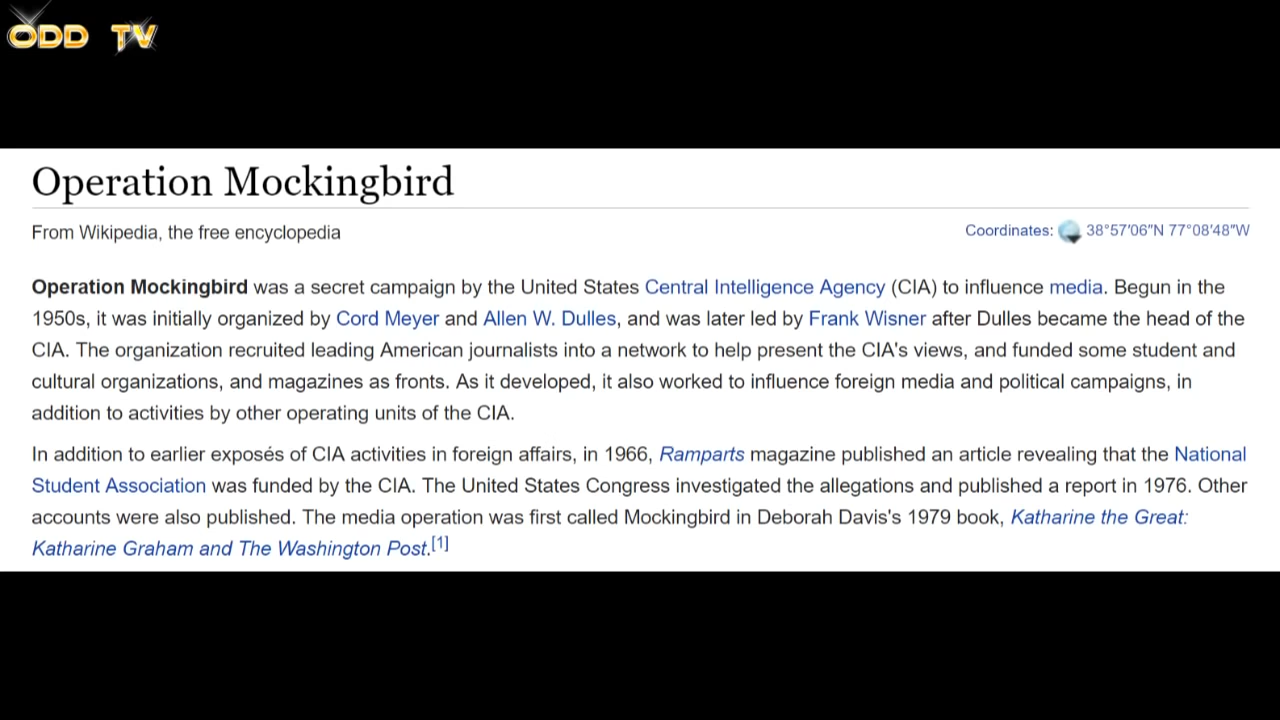 ODD TV
Operation Mockingbird
From Wikipedia, the free encyclopedia
Coordinates: 38°57′06″N 77°08′48″W
Operation Mockingbird was a secret campaign by the United States Central Intelligence Agency (CIA) to influence media. Begun in the
1950s, it was initially organized by Cord Meyer and Allen W. Dulles, and was later led by Frank Wisner after Dulles became the head of the
CIA. The organization recruited leading American journalists into a network to help present the CIA's views, and funded some student and
cultural organizations, and magazines as fronts. As it developed, it also worked to influence foreign media and political campaigns, in
addition to activities by other operating units of the CIA.
In addition to earlier exposés of CIA activities in foreign affairs, in 1966, Ramparts magazine published an article revealing that the National
Student Association was funded by the CIA. The United States Congress investigated the allegations and published a report in 1976. Other
accounts were also published. The media operation was first called Mockingbird in Deborah Davis's 1979 book, Katharine the Great:
Katharine Graham and The Washington Post.[1]